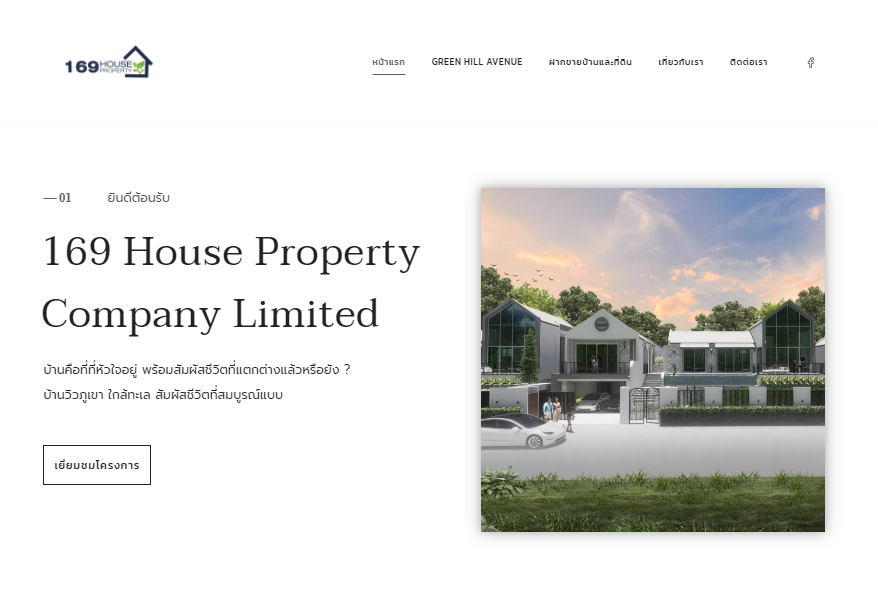 169 HOUSE
PROPERTY
หน้าแรก
GREEN HILL AVENUE
ฝากขายบ้านและที่ดิน
เกี่ยวกับเรา
ติดต่อเรา
— 01 ยินดีต้อนรับ
169 House Property
Company Limited
บ้านคือที่ที่หัวใจอยู่ พร้อมสัมผัสชีวิตที่แตกต่างแล้วหรือยัง ?
บ้านวิวภูเขา ใกล้ทะเล สัมผัสชีวิตที่สมบูรณ์แบบ
เยี่ยมชมโครงการ